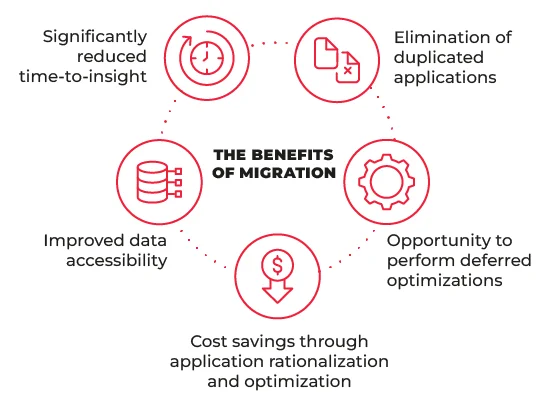 Significantly
reduced
time-to-insight
Elimination of
duplicated
applications
THE BENEFITS
OF MIGRATION
Improved data
accessibility
Opportunity to
perform deferred
optimizations
$
Cost savings through
application rationalization
and optimization